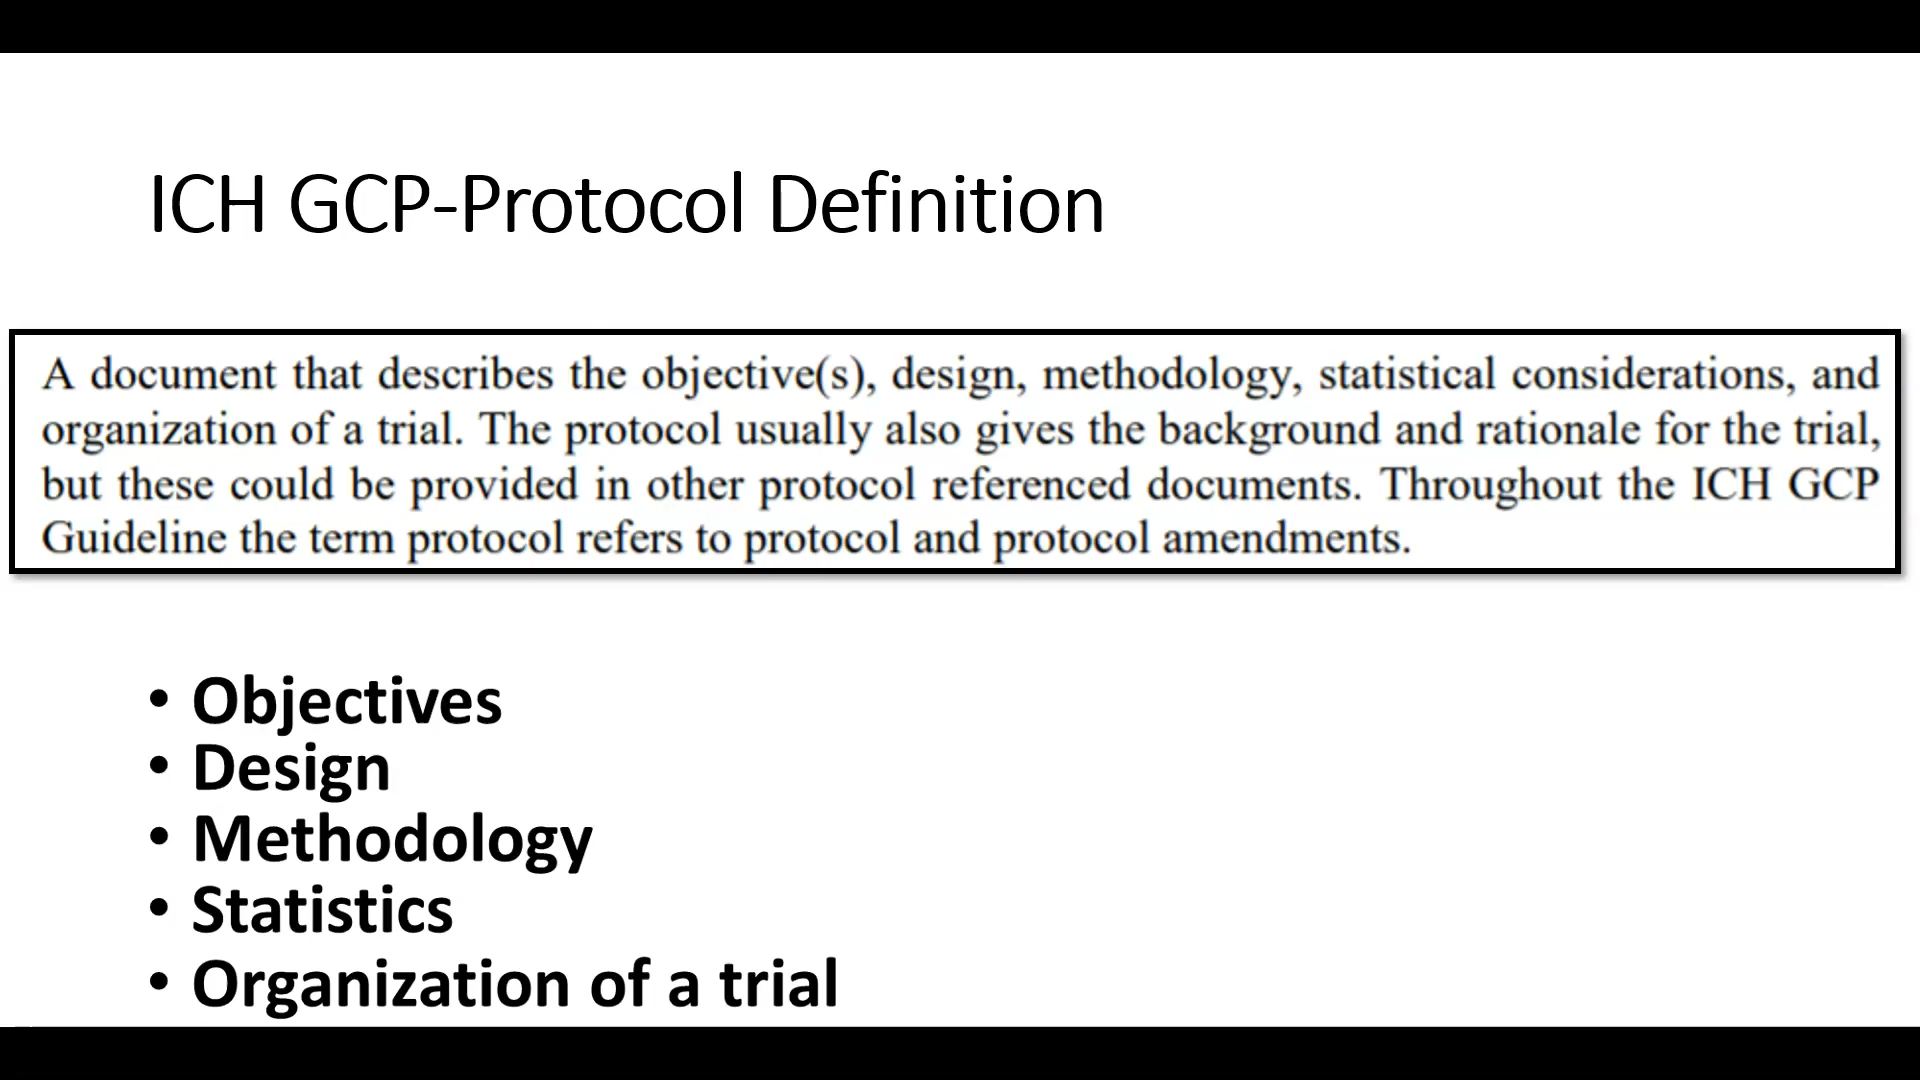 ICH GCP-Protocol Definition
A document that describes the objective(s), design, methodology, statistical considerations, and
organization of a trial. The protocol usually also gives the background and rationale for the trial,
but these could be provided in other protocol referenced documents. Throughout the ICH GCP
Guideline the term protocol refers to protocol and protocol amendments.
• Objectives
• Design
• Methodology
• Statistics
• Organization of a trial